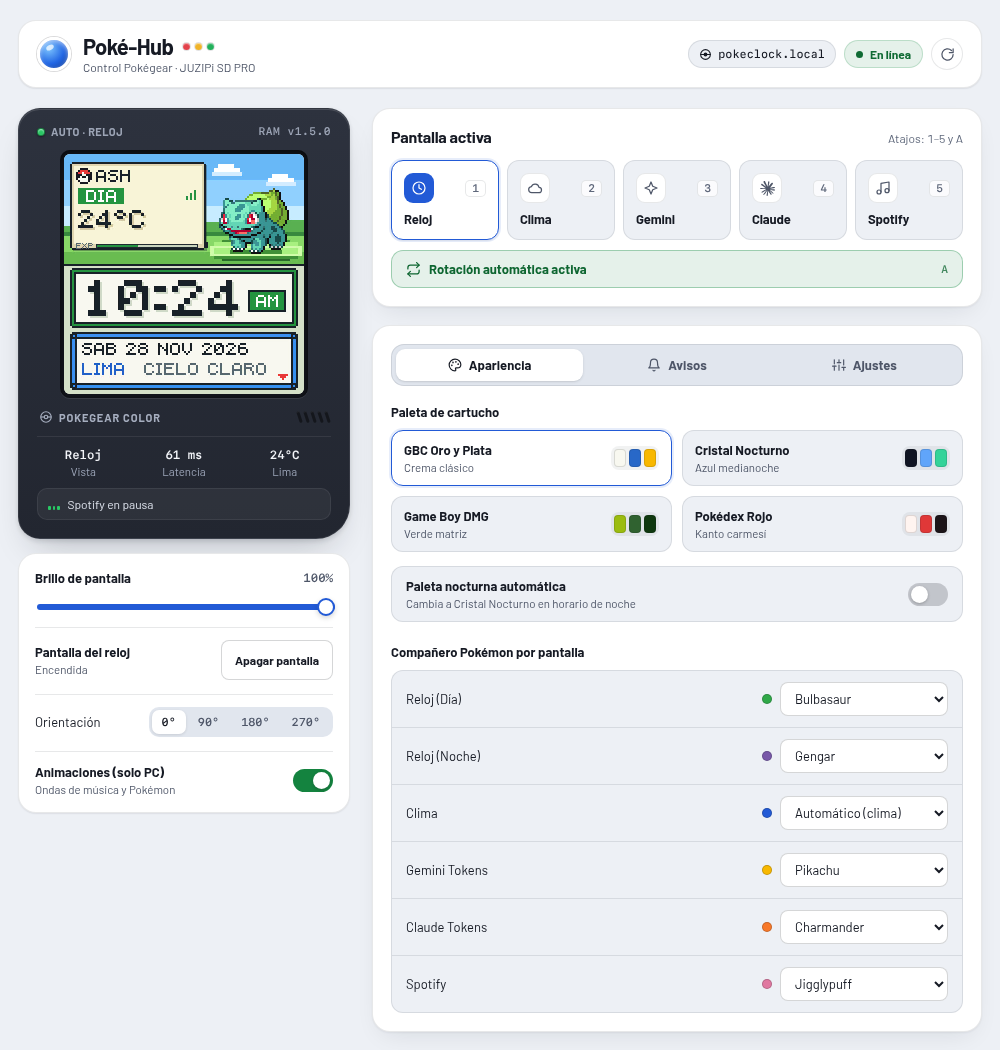 Poké-Hub
Control Pokégear · JUZIPi SD PRO
pokeclock.local
En línea
AUTO · RELOJ
RAM v1.5.0
ASH
DIA
24°C
EXP
10:24
AM
SAB 28 NOV 2026
LIMA CIELO CLARO
POKEGEAR COLOR
Reloj
61 ms
24°C
Vista
Latencia
Lima
Spotify en pausa
Brillo de pantalla
100%
Pantalla del reloj
Encendida
Apagar pantalla
Orientación
0°
90°
180°
270°
Animaciones (solo PC)
Ondas de música y Pokémon
Pantalla activa
Atajos: 1-5 y A
1
2
3
4
5
Reloj
Clima
Gemini
Claude
Spotify
Rotación automática activa
A
Apariencia
Avisos
Ajustes
Paleta de cartucho
GBC Oro y Plata
Crema clásico
Cristal Nocturno
Azul medianoche
Game Boy DMG
Verde matriz
Pokédex Rojo
Kanto carmesí
Paleta nocturna automática
Cambia a Cristal Nocturno en horario de noche
Compañero Pokémon por pantalla
Reloj (Día)
Bulbasaur
Reloj (Noche)
Gengar
Clima
Automático (clima)
Gemini Tokens
Pikachu
Claude Tokens
Charmander
Spotify
Jigglypuff